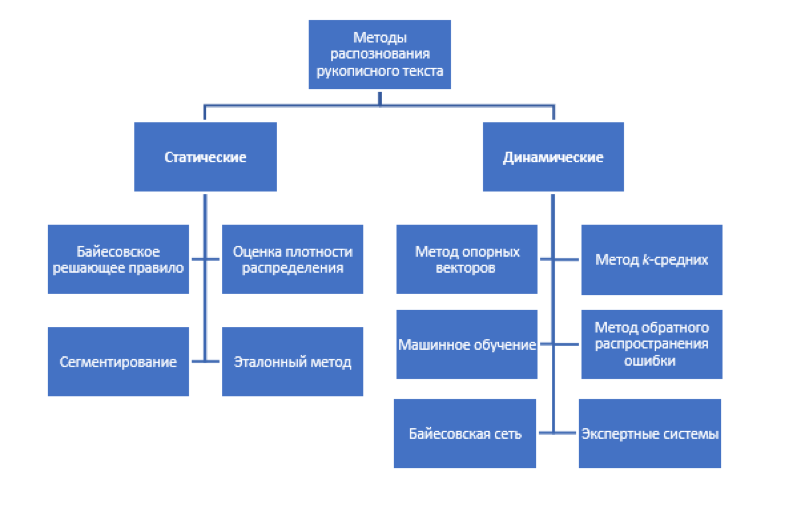 Методы
распознования
рукописного текста
Статические
Динамические
Байесовское
решающее правило
Оценка плотности
распределения
Метод опорных
векторов
Метод k-средних
Сегментирование
Эталонный метод
Машинное обучение
Метод обратного
распространения
ошибки
Байесовская сеть
Экспертные системы